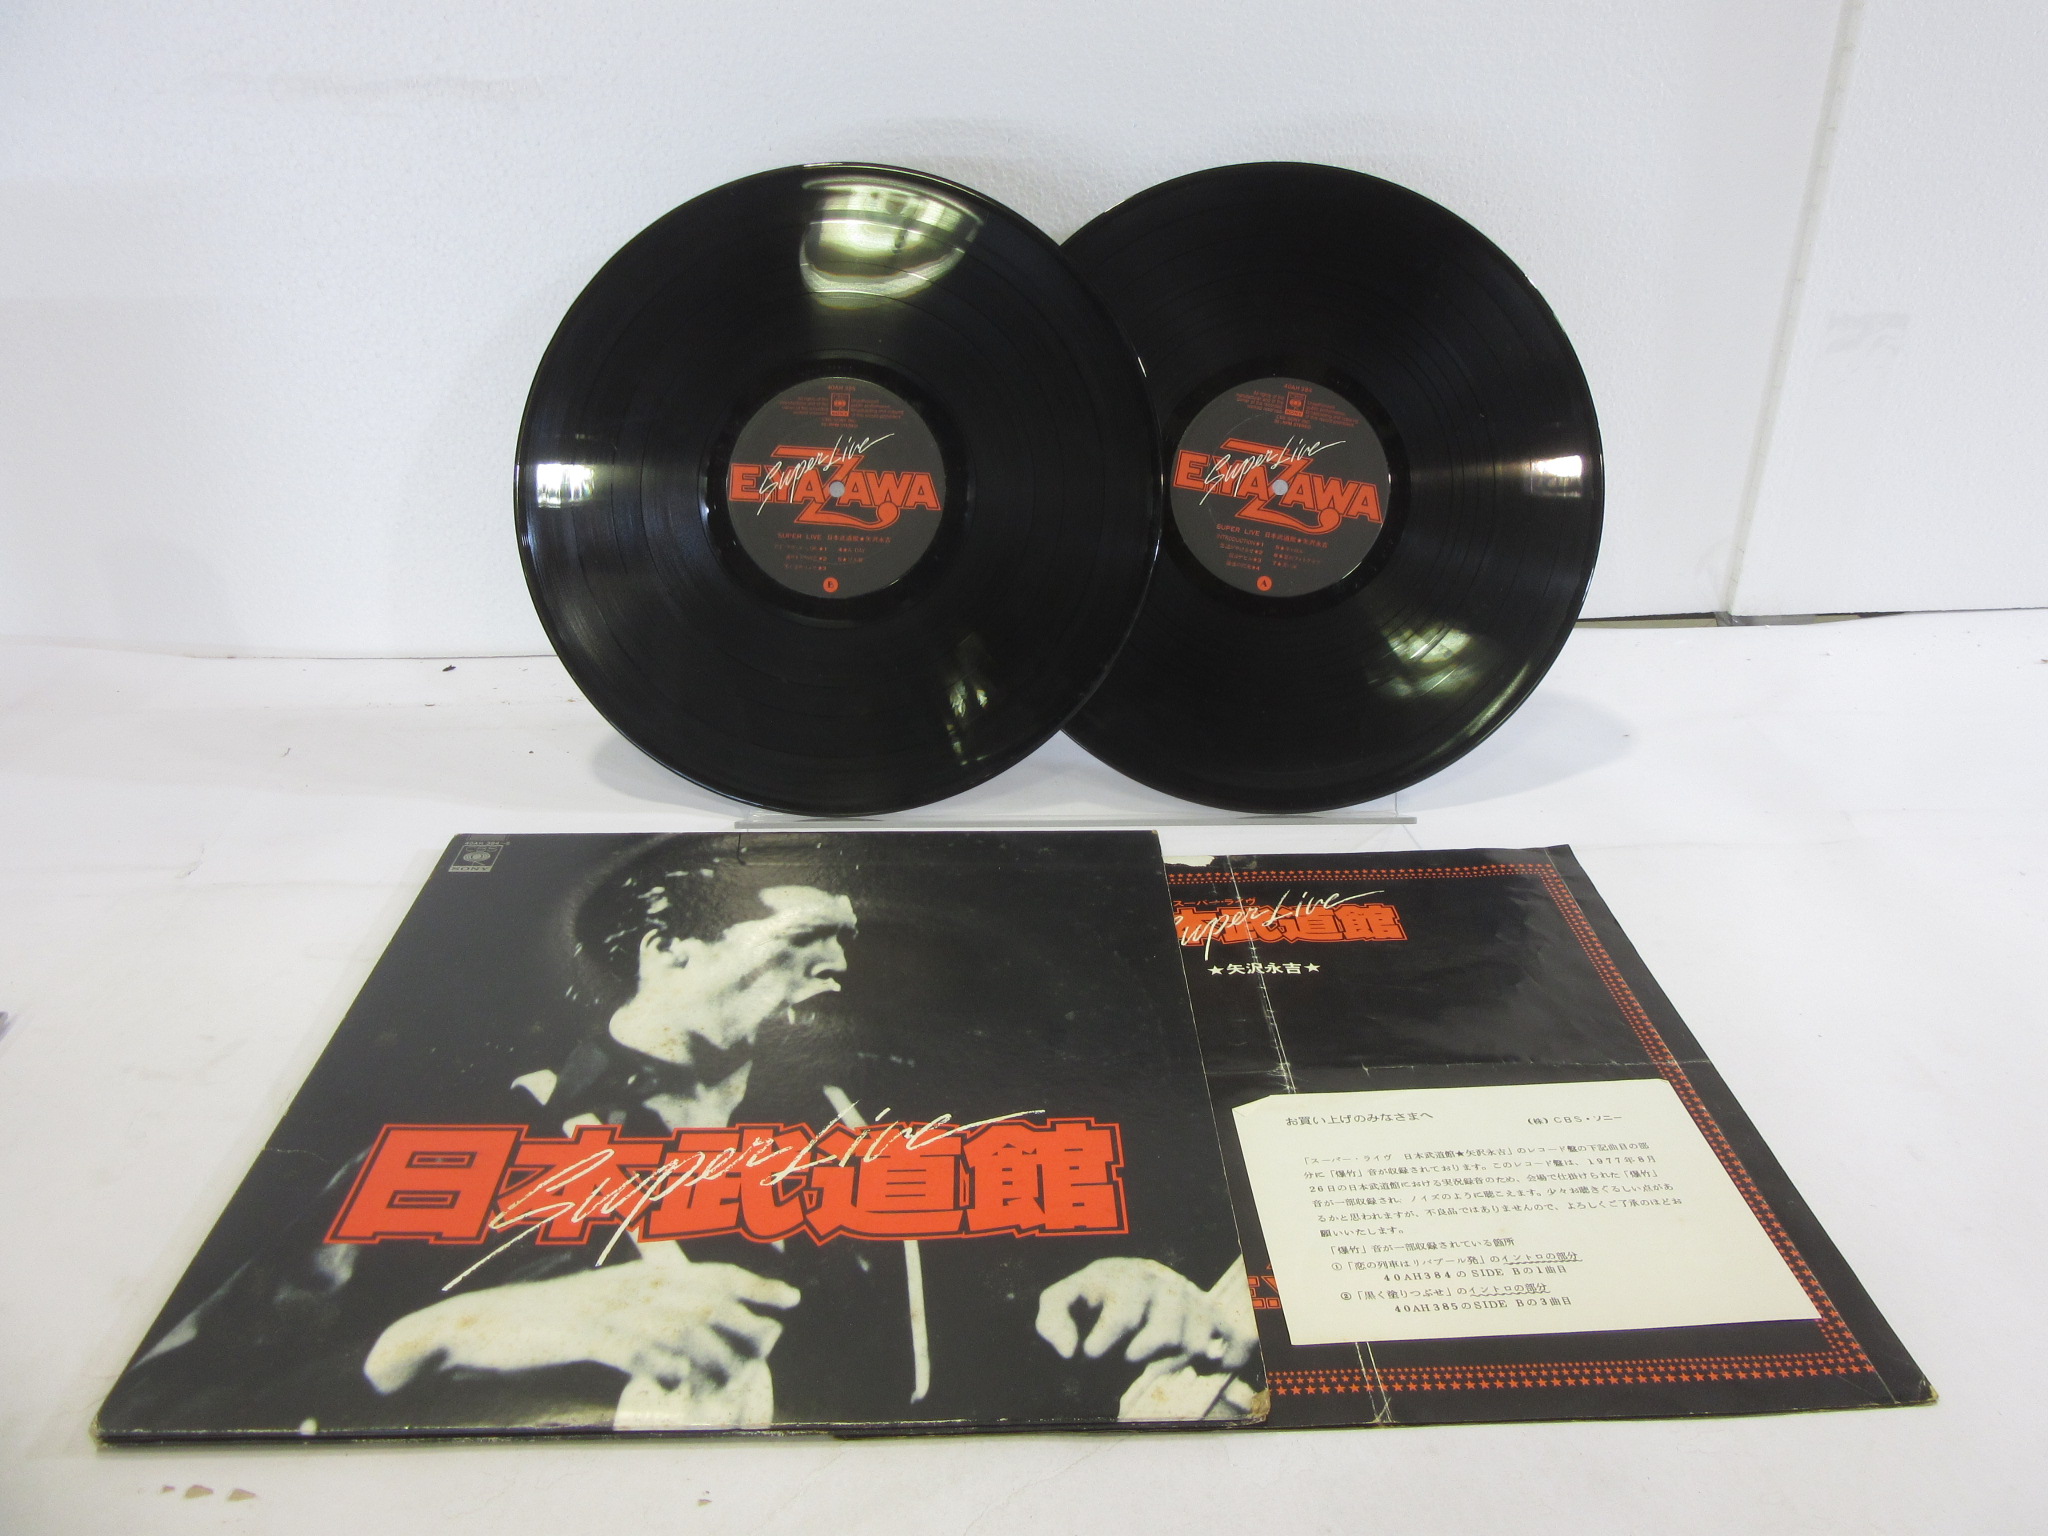 40AH 385
SONY
Super Live
E.YAZAWA
SUPER LIVE 日本武道館★矢沢永吉
40AH 384
SONY
Super Live
E.YAZAWA
SUPER LIVE 日本武道館★矢沢永吉
INTRODUCTION★1
A
40AH 384~5
SONY
日本武道館
Super Live
スーパー・ライヴ
Super Live
本武道館
★矢沢永吉★
お買い上げのみなさまへ (株)CBS・ソニー
「スーパー・ライヴ 日本武道館★矢沢永吉」のレコード盤の下記曲目の部
分に「爆竹」音が収録されております。このレコード盤は、1977年8月
26日の日本武道館における実況録音のため、会場で仕掛けられた「爆竹」
音が一部収録され、ノイズのように聴こえます。少々お聴きぐるしい点があ
るかと思われますが、不良品ではありませんので、よろしくご了承のほどお
願いいたします。
「爆竹」音が一部収録されている箇所
①「恋の列車はリバプール発」のイントロの部分
40AH384のSIDE Bの1曲目
②「黒く塗りつぶせ」のイントロの部分
40AH385のSIDE Bの3曲目